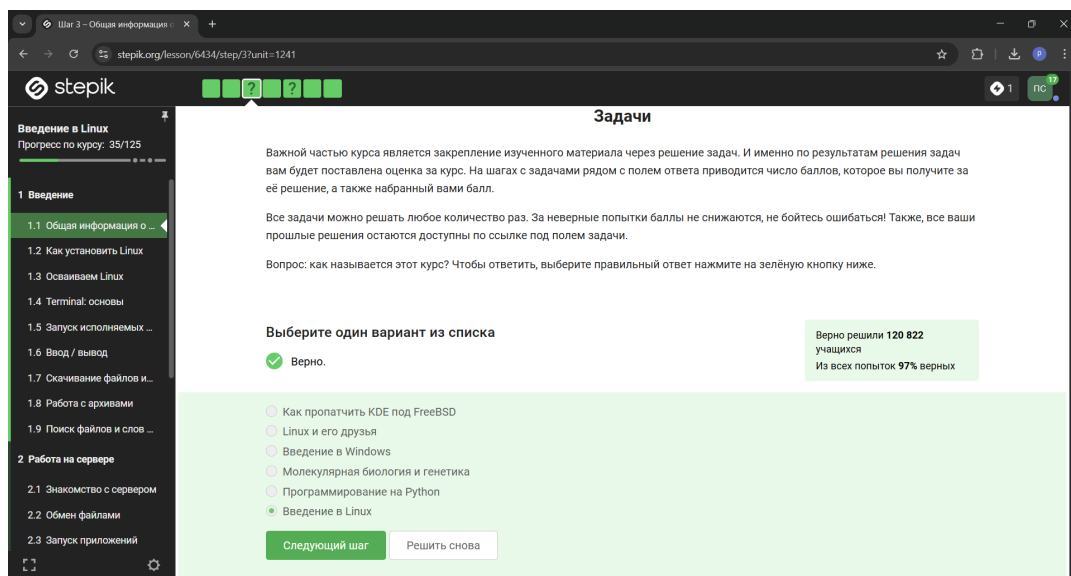 Шаг 3 – Общая информация о
stepik.org/lesson/6434/step/3?unit=1241
P
stepik
?
?
1
ПС
17
Введение в Linux
Прогресс по курсу: 35/125
1 Введение
1.1 Общая информация о ...
1.2 Как установить Linux
1.3 Осваиваем Linux
1.4 Terminal: основы
1.5 Запуск исполняемых ...
1.6 Ввод / вывод
1.7 Скачивание файлов и...
1.8 Работа с архивами
1.9 Поиск файлов и слов ...
2 Работа на сервере
2.1 Знакомство с сервером
2.2 Обмен файлами
2.3 Запуск приложений
Задачи
Важной частью курса является закрепление изученного материала через решение задач. И именно по результатам решения задач
вам будет поставлена оценка за курс. На шагах с задачами рядом с полем ответа приводится число баллов, которое вы получите за
её решение, а также набранный вами балл.
Все задачи можно решать любое количество раз. За неверные попытки баллы не снижаются, не бойтесь ошибаться! Также, все ваши
прошлые решения остаются доступны по ссылке под полем задачи.
Вопрос: как называется этот курс? Чтобы ответить, выберите правильный ответ нажмите на зелёную кнопку ниже.
Выберите один вариант из списка
Верно.
Верно решили 120 822
учащихся
Из всех попыток 97% верных
Как пропатчить KDE под FreeBSD
Linux и его друзья
Введение в Windows
Молекулярная биология и генетика
Программирование на Python
Введение в Linux
Следующий шаг
Решить снова